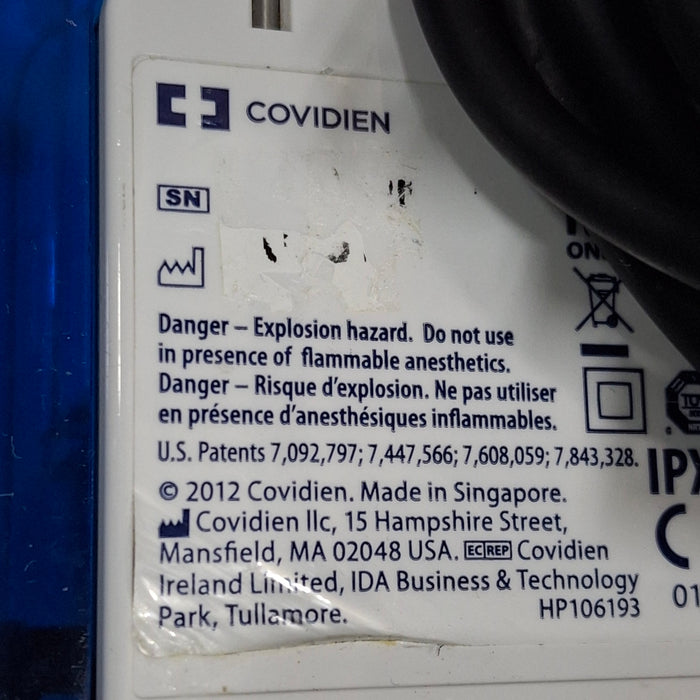 COVIDIEN
SN
ON
Danger – Explosion hazard. Do not use
in presence of flammable anesthetics.
Danger – Risque d'explosion. Ne pas utiliser
en présence d'anesthésiques inflammables.
U.S. Patents 7,092,797; 7,447,566; 7,608,059; 7,843,328.
IPX
© 2012 Covidien. Made in Singapore.
Covidien llc, 15 Hampshire Street,
Mansfield, MA 02048 USA. EC REP Covidien
Ireland Limited, IDA Business & Technology
Park, Tullamore.
HP106193
01